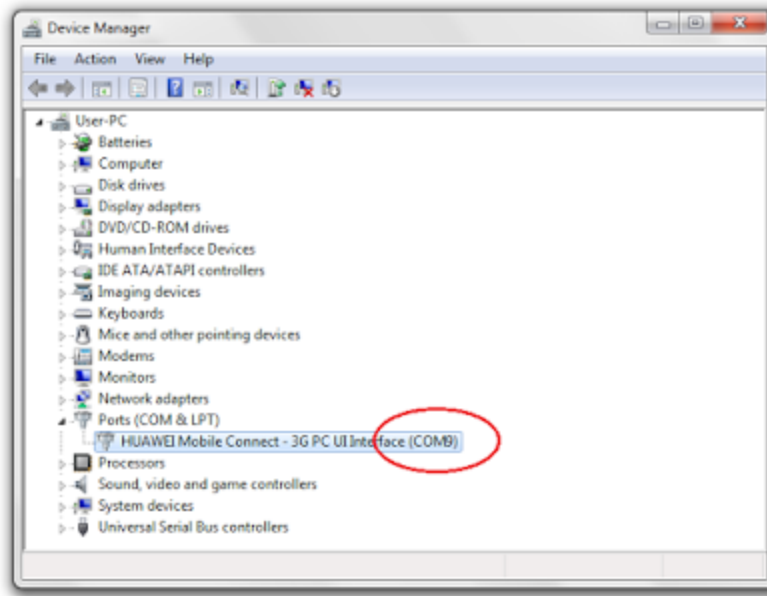 Device Manager
File Action View Help
User-PC
Batteries
Computer
Disk drives
Display adapters
DVD/CD-ROM drives
Human Interface Devices
IDE ATA/ATAPI controllers
Imaging devices
Keyboards
Mice and other pointing devices
Modems
Monitors
Network adapters
Ports (COM & LPT)
HUAWEI Mobile Connect - 3G PC UI Interface (COM9)
Processors
Sound, video and game controllers
System devices
Universal Serial Bus controllers